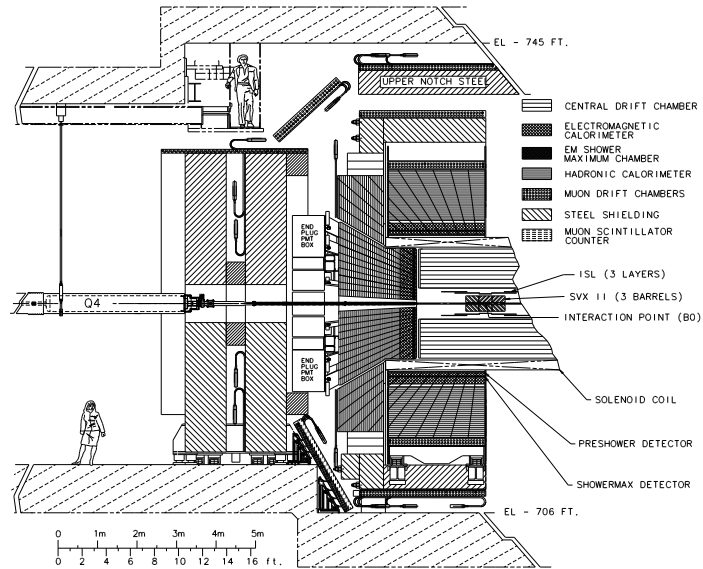 EL - 745 FT.
UPPER NOTCH STEEL
CENTRAL DRIFT CHAMBER
ELECTROMAGNETIC
CALORIMETER
EM SHOWER
MAXIMUM CHAMBER
HADRONIC CALORIMETER
MUON DRIFT CHAMBERS
STEEL SHIELDING
MUON SCINTILLATOR
COUNTER
END
PLUG
PMT
BOX
ISL (3 LAYERS)
Q4
SVX II (3 BARRELS)
INTERACTION POINT (B0)
END
PLUG
PMT
BOX
SOLENOID COIL
PRESHOWER DETECTOR
SHOWERMAX DETECTOR
EL - 706 FT.
0 1m 2m 3m 4m 5m
0 2 4 6 8 10 12 14 16 ft.